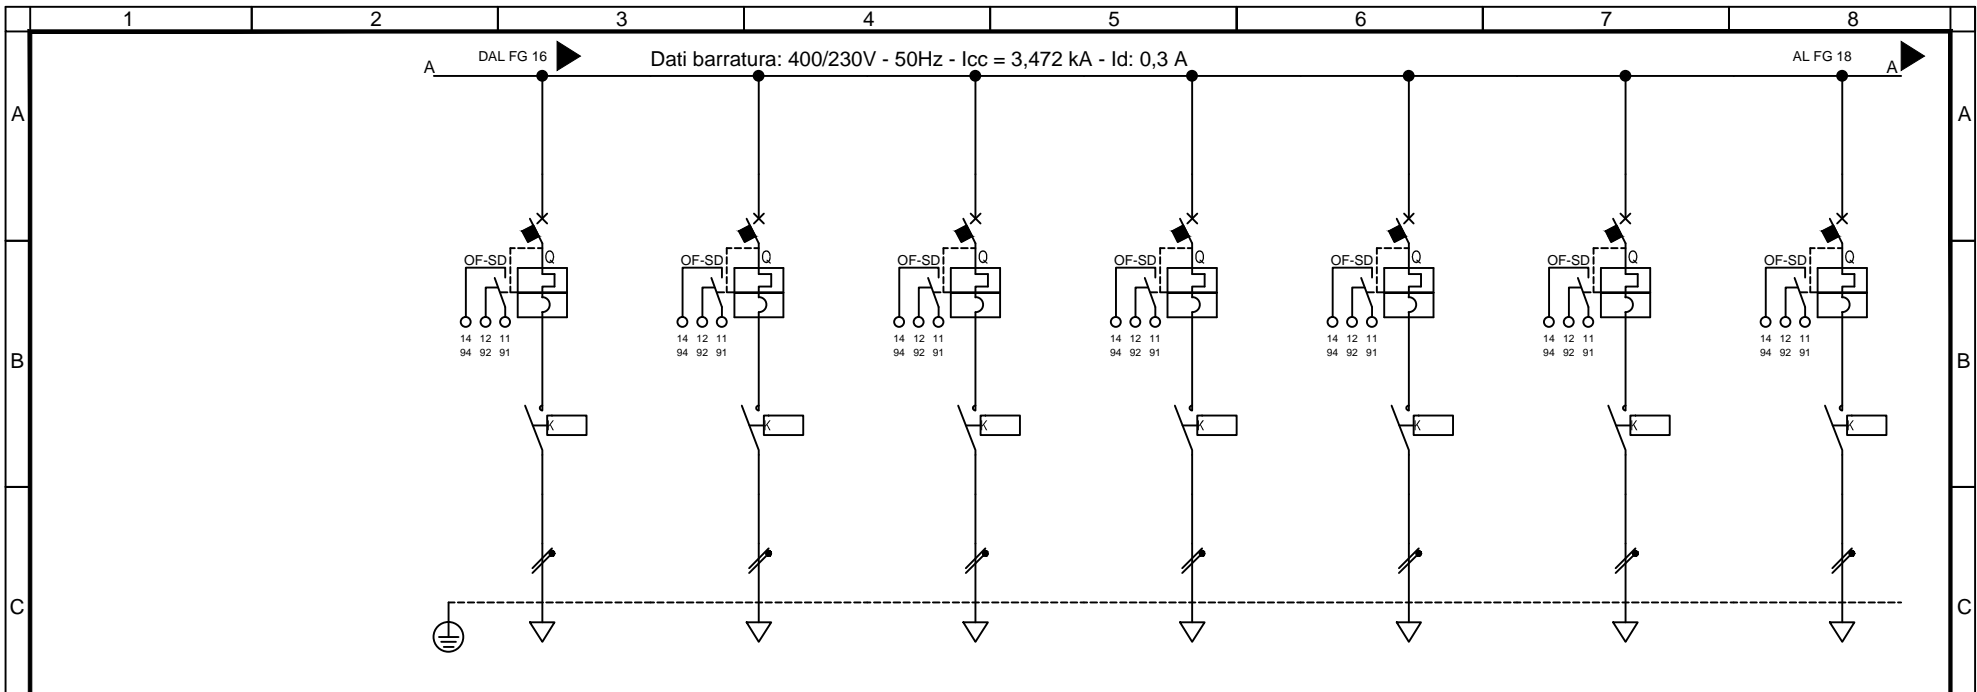 1 2 3 4 5 6 7 8
DAL FG 16 Dati barratura: 400/230V - 50Hz - Icc = 3,472 kA - Id: 0,3 A AL FG 18
A A
A A
Q Q Q Q Q Q Q
OF-SD OF-SD OF-SD OF-SD OF-SD OF-SD OF-SD
14 12 11 14 12 11 14 12 11 14 12 11 14 12 11 14 12 11 14 12 11
94 92 91 94 92 91 94 92 91 94 92 91 94 92 91 94 92 91 94 92 91
B B
K K K K K K K
C C